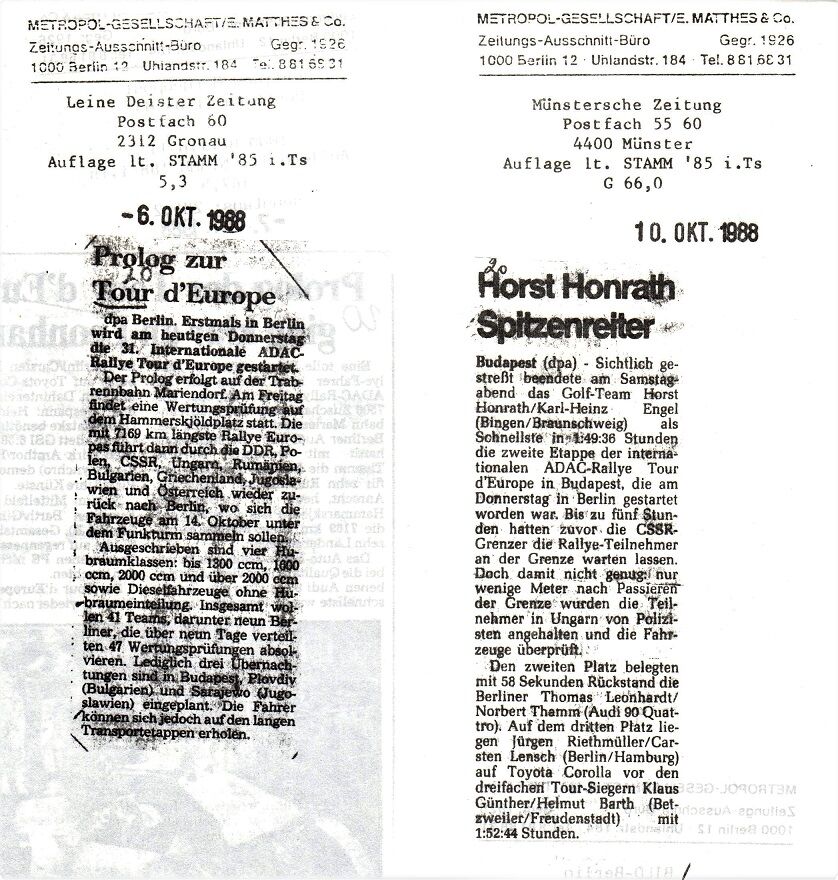 METROPOL-GESELLSCHAFT/E. MATTHES & Co.
Zeitungs-Ausschnitt-Büro Gegr. 1926
1000 Berlin 12 · Uhlandstr. 184 · Tel. 8 81 66 31
Leine Deister Zeitung
Postfach 60
2312 Gronau
Auflage lt. STAMM '85 i.Ts
5,3
-6. OKT. 1988
Prolog zur
20
Tour d'Europe
dpa Berlin. Erstmals in Berlin
wird am heutigen Donnerstag
die 31. Internationale ADAC-
Rallye Tour d'Europe gestartet.
Der Prolog erfolgt auf der Trab-
rennbahn Mariendorf. Am Freitag
findet eine Wertungsprüfung auf
dem Hammerskjöldplatz statt. Die
mit 7169 km längste Rallye Euro-
pas führt dann durch die DDR, Po-
len, CSSR, Ungarn, Rumänien,
Bulgarien, Griechenland, Jugosla-
wien und Österreich wieder zu-
rück nach Berlin, wo sich die
Fahrzeuge am 14. Oktober unter
dem Funkturm sammeln sollen.
Ausgeschrieben sind vier Hu-
braumklassen: bis 1300 ccm, 1600
ccm, 2000 ccm und über 2000 ccm
sowie Dieselfahrzeuge ohne Hu-
braumeinteilung. Insgesamt wol-
len 41 Teams, darunter neun Ber-
liner, die über neun Tage verteil-
ten 47 Wertungsprüfungen absol-
vieren. Lediglich drei Übernach-
tungen sind in Budapest, Plovdiv
(Bulgarien) und Sarajewo (Jugo-
slawien) eingeplant. Die Fahrer
können sich jedoch auf den langen
Transportetappen erholen.
METROPOL-GESELLSCHAFT/E. MATTHES & Co.
Zeitungs-Ausschnitt-Büro Gegr. 1926
1000 Berlin 12 · Uhlandstr. 184 · Tel. 8 81 66 31
Münstersche Zeitung
Postfach 55 60
4400 Münster
Auflage lt. STAMM '85 i.Ts
G 66,0
10. OKT. 1988
20
Horst Honrath
Spitzenreiter
Budapest (dpa) - Sichtlich ge-
streßt beendete am Samstag-
abend das Golf-Team Horst
Honrath/Karl-Heinz Engel
(Bingen/Braunschweig) als
Schnellste in 1:49:36 Stunden
die zweite Etappe der interna-
tionalen ADAC-Rallye Tour
d'Europe in Budapest, die am
Donnerstag in Berlin gestartet
worden war. Bis zu fünf Stun-
den hatten zuvor die CSSR-
Grenzer die Rallye-Teilnehmer
an der Grenze warten lassen.
Doch damit nicht genug: nur
wenige Meter nach Passieren
der Grenze wurden die Teil-
nehmer in Ungarn von Polizi-
sten angehalten und die Fahr-
zeuge überprüft.
Den zweiten Platz belegten
mit 58 Sekunden Rückstand die
Berliner Thomas Leonhardt/
Norbert Thamm (Audi 90 Quat-
tro). Auf dem dritten Platz lie-
gen Jürgen Riethmüller/Car-
sten Lensch (Berlin/Hamburg)
auf Toyota Corolla vor den
dreifachen Tour-Siegern Klaus
Günther/Helmut Barth (Bet-
zweiler/Freudenstadt) mit
1:52:44 Stunden.